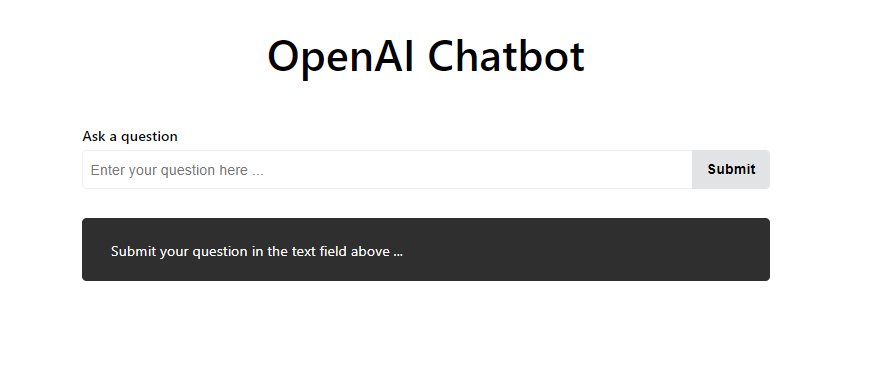 OpenAI Chatbot
Ask a question
Enter your question here ...
Submit
Submit your question in the text field above ...